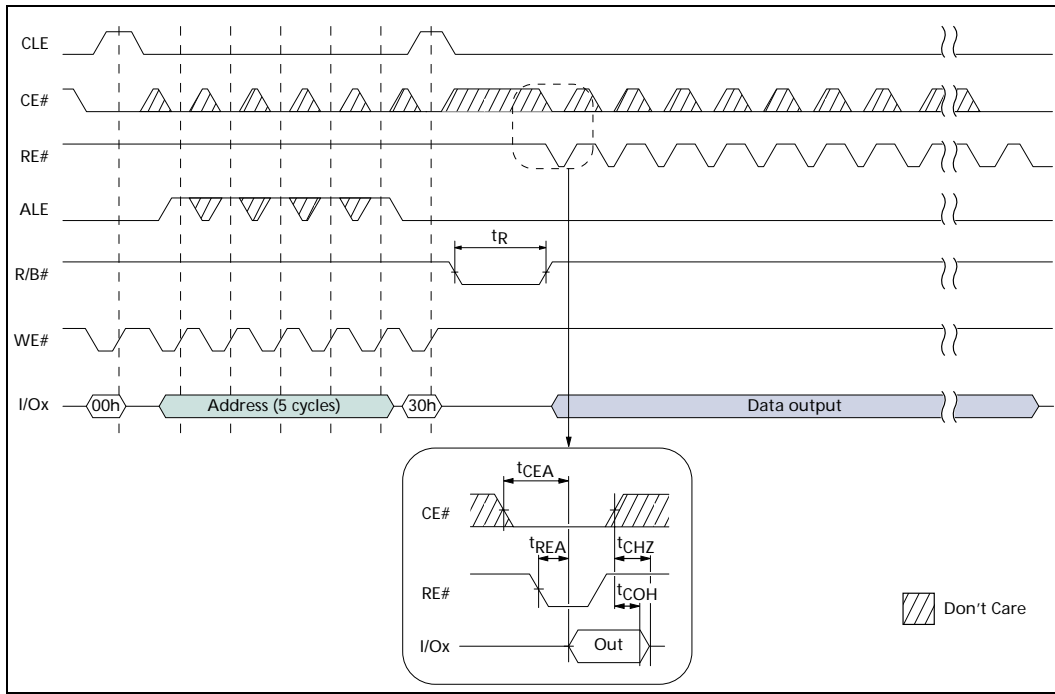 CLE
CE#
RE#
ALE
tR
R/B#
WE#
I/Ox
00h
Address (5 cycles)
30h
Data output
tCEA
CE#
tREA
tCHZ
tCOH
RE#
I/Ox
Out
Don't Care